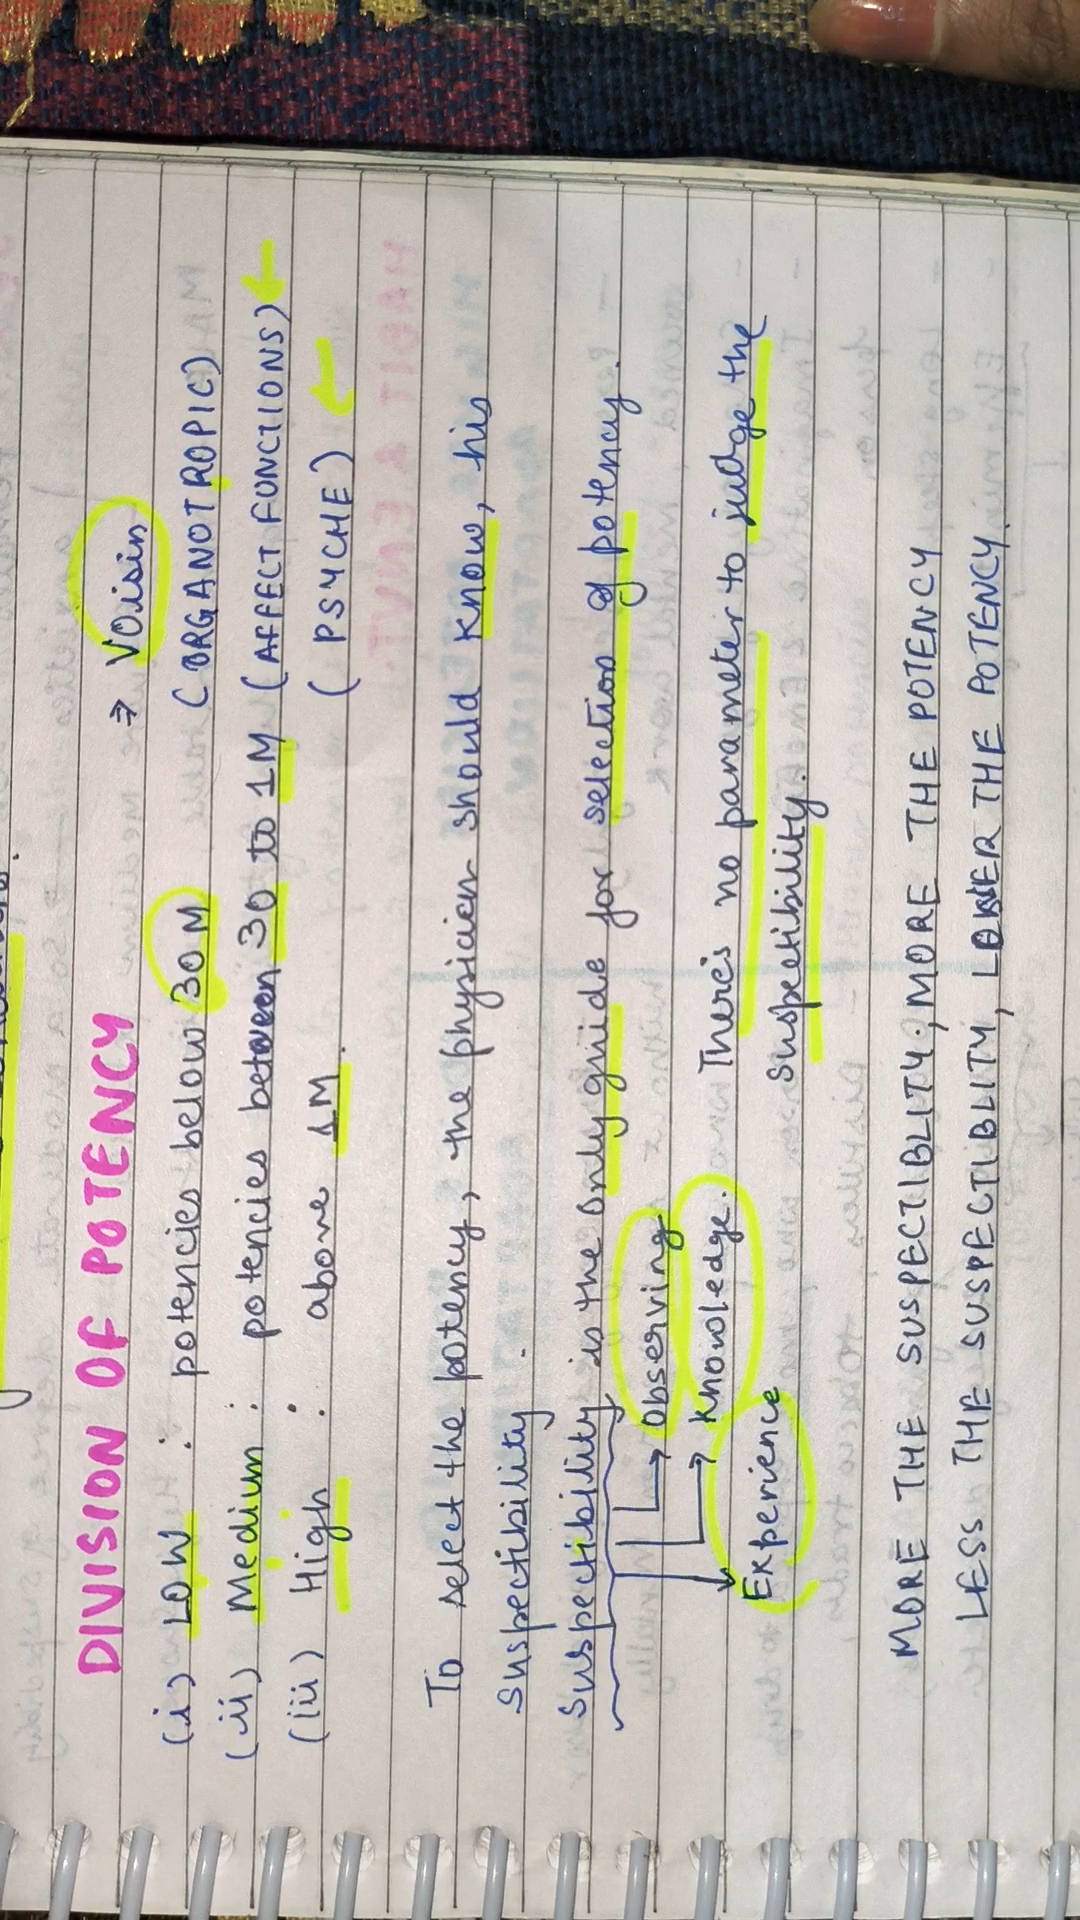 DIVISION OF POTENCY → Voisin
(i) LOW : potencies below 30 M (ORGANOTROPIC)
(ii) Medium : potencies between 30 to 1M (AFFECT FUNCTIONS)
(iii) High : above 1M. (PSYCHE)
To select the potency, the physician should know, his
suspectibility.
Suspectibility is the only guide for selection of potency.
Observing
Knowledge.
Experience
There's no parameter to judge the
suspectibility.
MORE THE SUSPECTIBLITY, MORE THE POTENCY
LESS THE SUSPECTIBLITY, LOWER THE POTENCY.